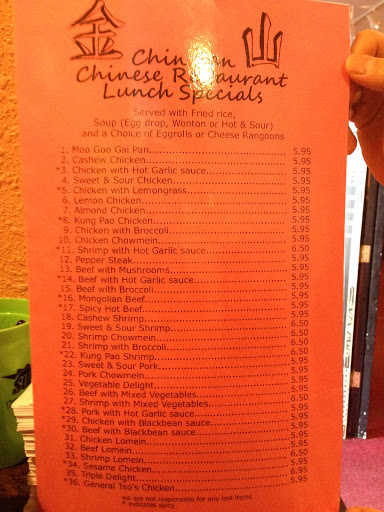 金 山
Chin
Chinese Restaurant
Lunch Specials
Served with Fried rice,
Soup (Egg drop, Wonton or Hot & Sour)
and a Choice of Eggrolls or Cheese Rangoons
1. Moo Goo Gai Pan.......................................5.95
2. Cashew Chicken.......................................5.95
*3. Chicken with Hot Garlic sauce.......................................5.95
4. Sweet & Sour Chicken.......................................5.95
*5. Chicken with Lemongrass.......................................5.95
6. Lemon Chicken.......................................5.95
7. Almond Chicken.......................................5.95
*8. Kung Pao Chicken.......................................5.95
9. Chicken with Broccoli.......................................5.95
10. Chicken Chowmein.......................................5.95
*11. Shrimp with Hot Garlic sauce.......................................6.50
12. Pepper Steak.......................................5.95
13. Beef with Mushrooms.......................................5.95
*14. Beef with Hot Garlic sauce.......................................5.95
15. Beef with Broccoli.......................................5.95
*16. Mongolian Beef.......................................5.95
*17. Spicy Hot Beef.......................................5.95
18. Cashew Shrimp.......................................6.50
19. Sweet & Sour Shrimp.......................................6.50
20. Shrimp Chowmein.......................................6.50
21. Shrimp with Broccoli.......................................6.50
*22. Kung Pao Shrimp.......................................6.50
23. Sweet & Sour Pork.......................................5.95
24. Pork Chowmein.......................................5.95
25. Vegetable Delight.......................................5.95
26. Beef with Mixed Vegetables.......................................5.95
27. Shrimp with Mixed Vegetables.......................................6.50
*28. Pork with Hot Garlic sauce.......................................5.95
*29. Chicken with Blackbean sauce.......................................5.95
*30. Beef with Blackbean sauce.......................................5.95
31. Chicken Lomein.......................................5.95
32. Beef Lomein.......................................5.95
33. Shrimp Lomein.......................................6.50
*34. Sesame Chicken.......................................5.95
35. Triple Delight.......................................5.95
*36. General Tso's Chicken.......................................5.95
we are not responsible for any lost items
* indicates spicy